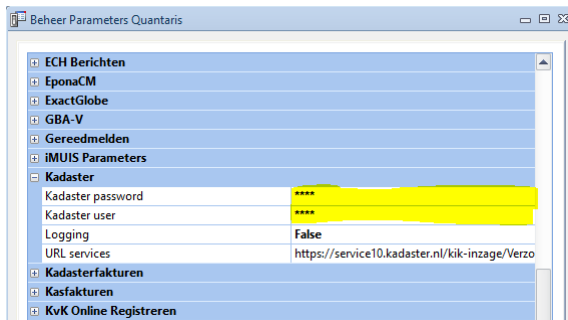 Beheer Parameters Quantaris
ECH Berichten
EponaCM
ExactGlobe
GBA-V
Gereedmelden
iMUIS Parameters
Kadaster
Kadaster password ****
Kadaster user ****
Logging False
URL services https://service10.kadaster.nl/kik-inzage/Verzo
Kadasterfakturen
Kasfakturen
KvK Online Registreren